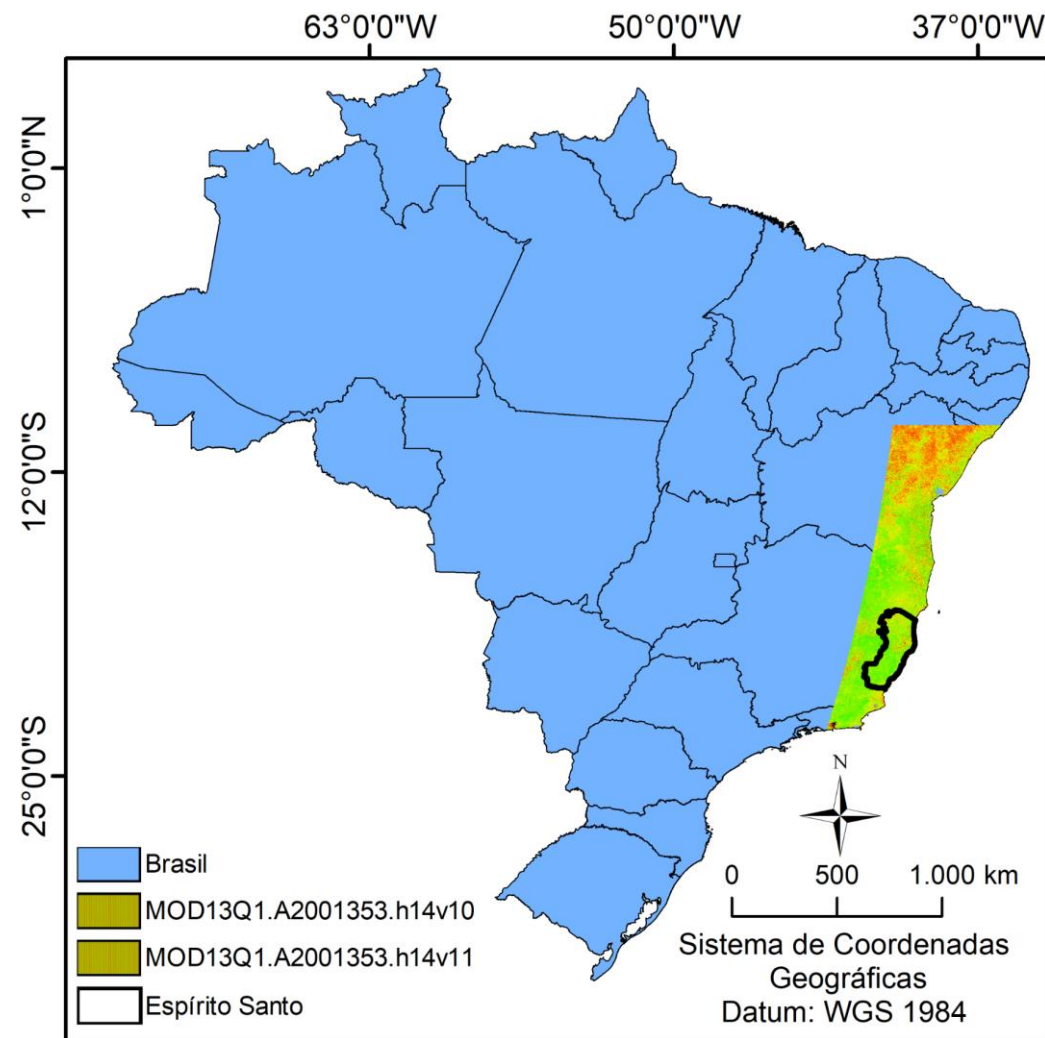 63°0'0"W
50°0'0"W
37°0'0"W
1°0'0"N
12°0'0"S
25°0'0"S
N
0 500 1.000 km
Sistema de Coordenadas
Geográficas
Datum: WGS 1984
Brasil
MOD13Q1.A2001353.h14v10
MOD13Q1.A2001353.h14v11
Espírito Santo